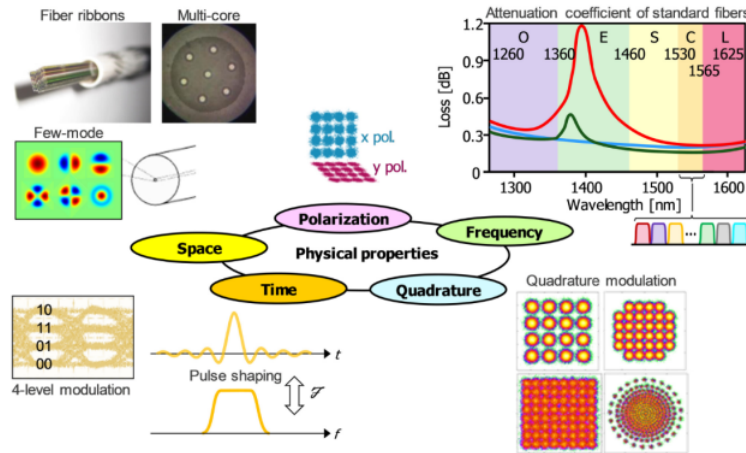 Fiber ribbons
Multi-core
Few-mode
x pol.
y pol.
Attenuation coefficient of standard fibers
O E S C L
1260 1360 1460 1530 1625
1565
Loss [dB]
1.2
0.9
0.6
0.3
0
1300 1400 1500 1600
Wavelength [nm]
Polarization
Frequency
Space
Physical properties
Time
Quadrature
10
11
01
00
4-level modulation
t
Pulse shaping
ℱ
f
Quadrature modulation